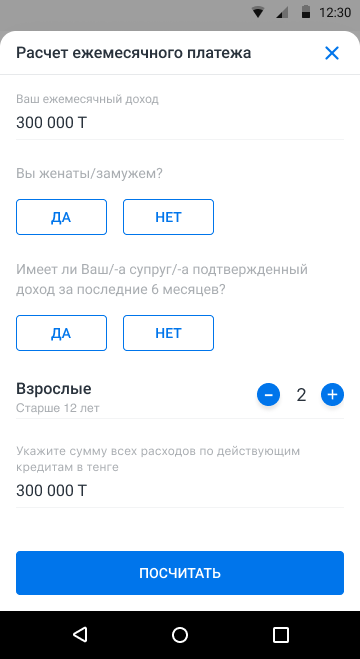 12:30
Расчет ежемесячного платежа
Ваш ежемесячный доход
300 000 Т
Вы женаты/замужем?
ДА НЕТ
Имеет ли Ваш/-а супруг/-а подтвержденный
доход за последние 6 месяцев?
ДА НЕТ
Взрослые
Старше 12 лет
− 2 +
Укажите сумму всех расходов по действующим
кредитам в тенге
300 000 Т
ПОСЧИТАТЬ